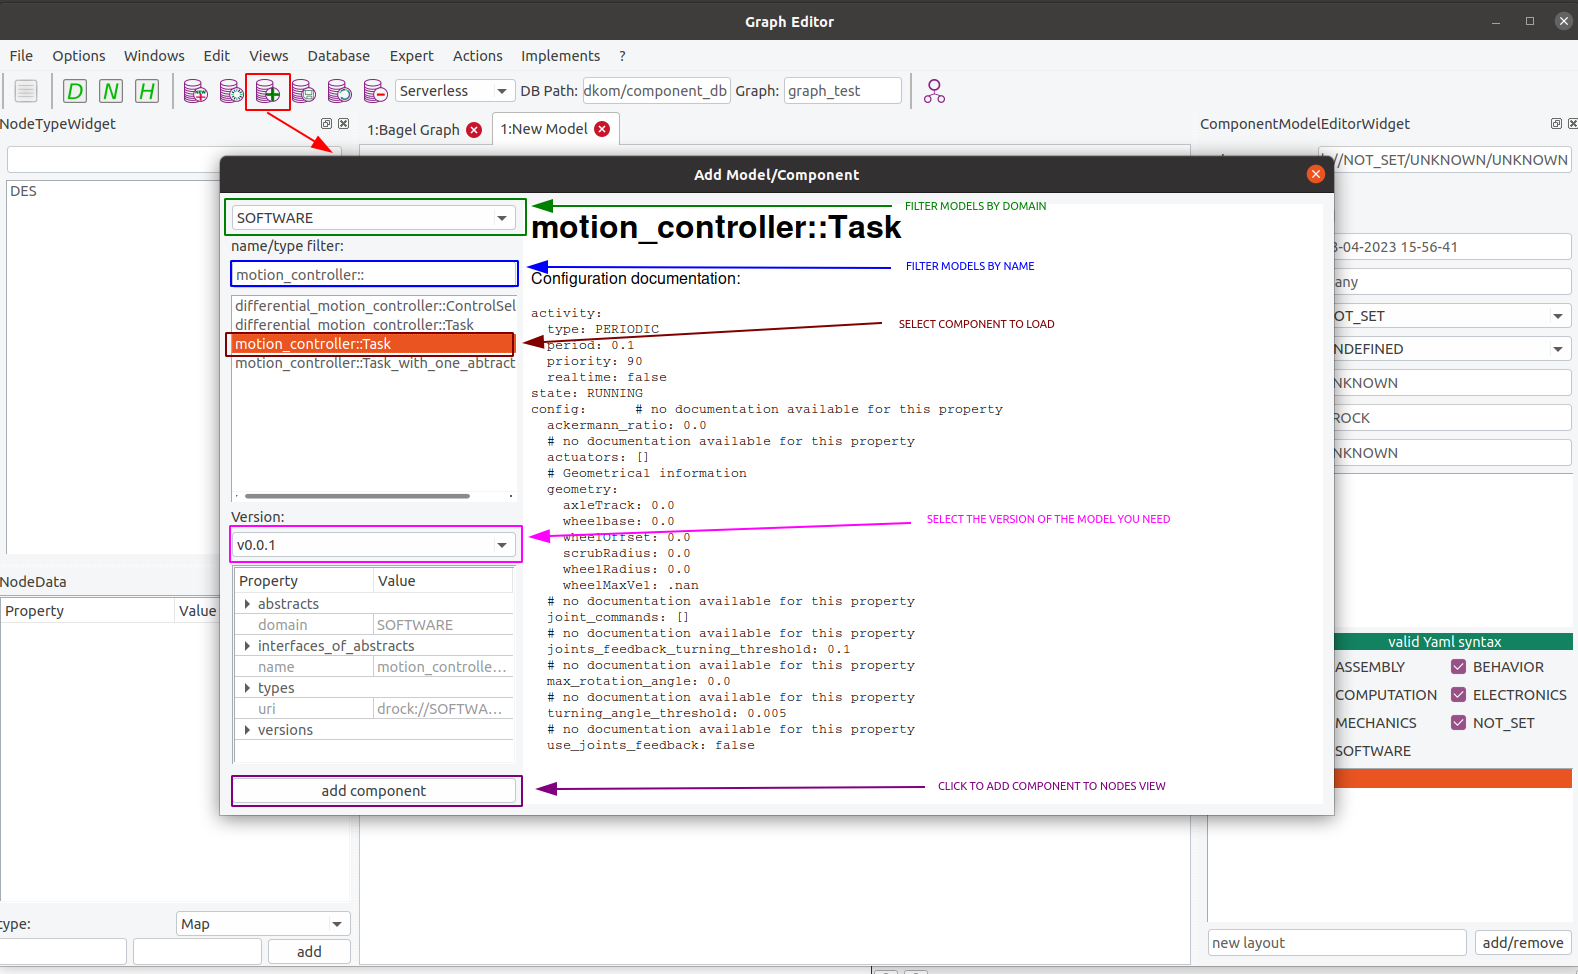 Graph Editor
File Options Windows Edit Views Database Expert Actions Implements ?
D N H Serverless DB Path: dkom/component_db Graph: graph_test
NodeTypeWidget
1:Bagel Graph 1:New Model
ComponentModelEditorWidget
//NOT_SET/UNKNOWN/UNKNOWN
DES
Add Model/Component
SOFTWARE
FILTER MODELS BY DOMAIN
motion_controller::Task
name/type filter:
motion_controller::
FILTER MODELS BY NAME
Configuration documentation:
differential_motion_controller::ControlSel
differential_motion_controller::Task
motion_controller::Task
motion_controller::Task_with_one_abtract
SELECT COMPONENT TO LOAD
activity:
type: PERIODIC
period: 0.1
priority: 90
realtime: false
state: RUNNING
config: # no documentation available for this property
ackermann_ratio: 0.0
# no documentation available for this property
actuators: []
# Geometrical information
geometry:
axleTrack: 0.0
wheelbase: 0.0
wheelOffset: 0.0
scrubRadius: 0.0
wheelRadius: 0.0
wheelMaxVel: .nan
# no documentation available for this property
joint_commands: []
# no documentation available for this property
joints_feedback_turning_threshold: 0.1
# no documentation available for this property
max_rotation_angle: 0.0
# no documentation available for this property
turning_angle_threshold: 0.005
# no documentation available for this property
use_joints_feedback: false
Version:
v0.0.1
SELECT THE VERSION OF THE MODEL YOU NEED
Property Value
abstracts
domain SOFTWARE
interfaces_of_abstracts
name motion_controlle...
types
uri drock://SOFTWA...
versions
add component
CLICK TO ADD COMPONENT TO NODES VIEW
3-04-2023 15-56-41
any
OT_SET
NDEFINED
NKNOWN
ROCK
NKNOWN
valid Yaml syntax
ASSEMBLY BEHAVIOR
COMPUTATION ELECTRONICS
MECHANICS NOT_SET
SOFTWARE
NodeData
Property Value
type: Map
add
new layout add/remove